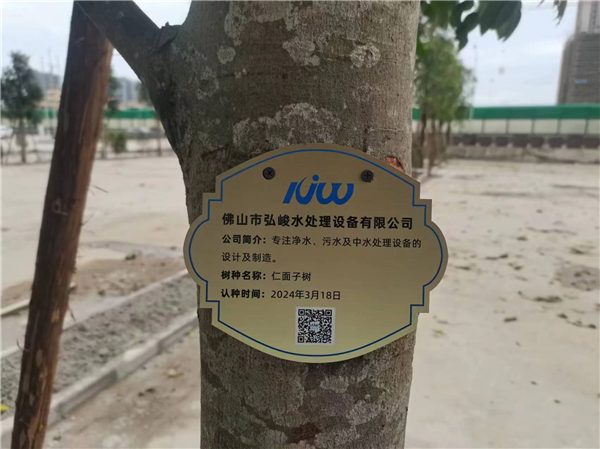 佛山市弘峻水处理设备有限公司
公司简介：专注净水、污水及中水处理设备的
设计及制造。
树种名称：仁面子树
认种时间：2024年3月18日